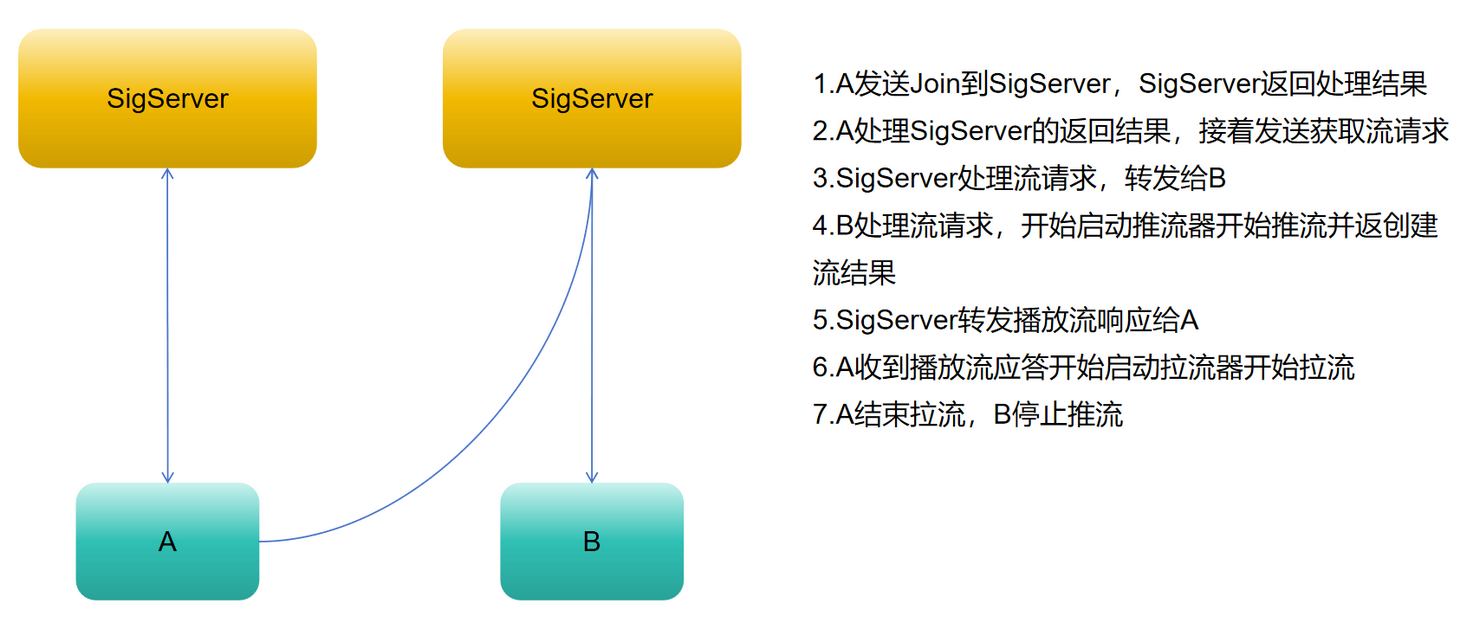 SigServer
SigServer
A
B
1.A发送Join到SigServer，SigServer返回处理结果
2.A处理SigServer的返回结果，接着发送获取流请求
3.SigServer处理流请求，转发给B
4.B处理流请求，开始启动推流器开始推流并返创建
流结果
5.SigServer转发播放流响应给A
6.A收到播放流应答开始启动拉流器开始拉流
7.A结束拉流，B停止推流